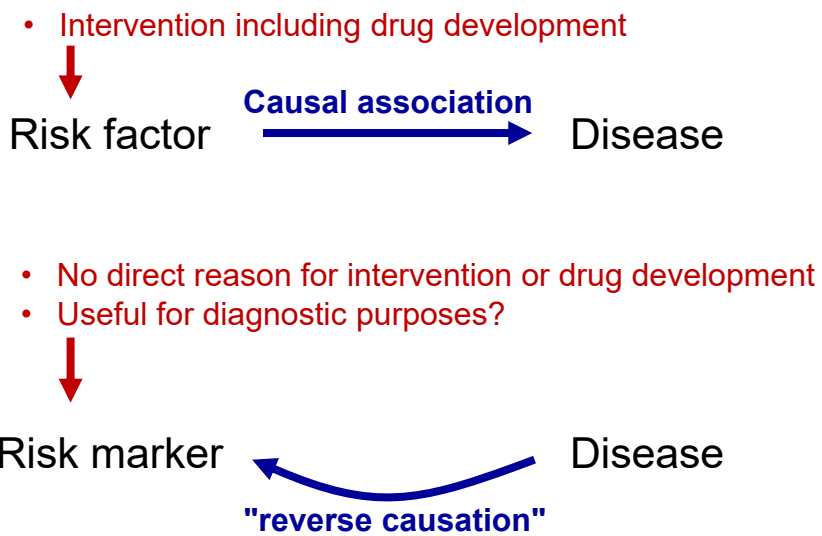 • Intervention including drug development
Causal association
Risk factor Disease
• No direct reason for intervention or drug development
• Useful for diagnostic purposes?
Risk marker Disease
"reverse causation"